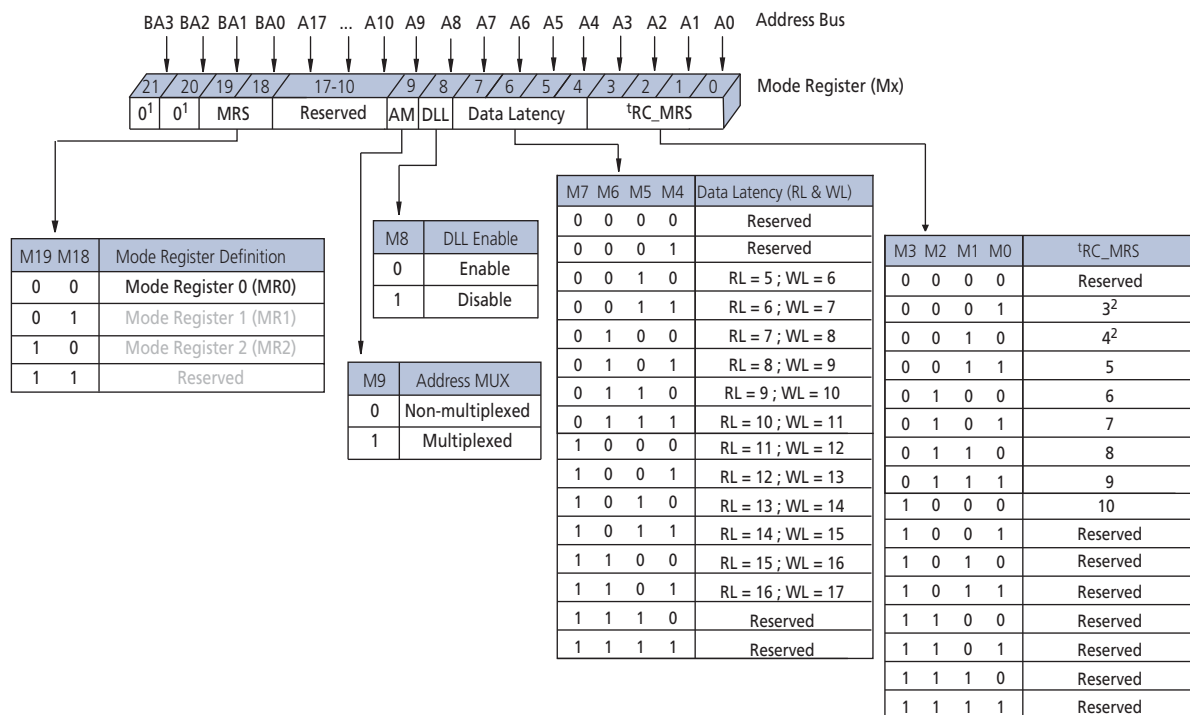 BA3 BA2 BA1 BA0 A17 ... A10 A9 A8 A7 A6 A5 A4 A3 A2 A1 A0 Address Bus
21 20 19 18 17-10 9 8 7 6 5 4 3 2 1 0 Mode Register (Mx)
0¹ 0¹ MRS Reserved AM DLL Data Latency ᵗRC_MRS
M19 M18 Mode Register Definition
0 0 Mode Register 0 (MR0)
0 1 Mode Register 1 (MR1)
1 0 Mode Register 2 (MR2)
1 1 Reserved
M8 DLL Enable
0 Enable
1 Disable
M9 Address MUX
0 Non-multiplexed
1 Multiplexed
M7 M6 M5 M4 Data Latency (RL & WL)
0 0 0 0 Reserved
0 0 0 1 Reserved
0 0 1 0 RL = 5 ; WL = 6
0 0 1 1 RL = 6 ; WL = 7
0 1 0 0 RL = 7 ; WL = 8
0 1 0 1 RL = 8 ; WL = 9
0 1 1 0 RL = 9 ; WL = 10
0 1 1 1 RL = 10 ; WL = 11
1 0 0 0 RL = 11 ; WL = 12
1 0 0 1 RL = 12 ; WL = 13
1 0 1 0 RL = 13 ; WL = 14
1 0 1 1 RL = 14 ; WL = 15
1 1 0 0 RL = 15 ; WL = 16
1 1 0 1 RL = 16 ; WL = 17
1 1 1 0 Reserved
1 1 1 1 Reserved
M3 M2 M1 M0 ᵗRC_MRS
0 0 0 0 Reserved
0 0 0 1 3²
0 0 1 0 4²
0 0 1 1 5
0 1 0 0 6
0 1 0 1 7
0 1 1 0 8
0 1 1 1 9
1 0 0 0 10
1 0 0 1 Reserved
1 0 1 0 Reserved
1 0 1 1 Reserved
1 1 0 0 Reserved
1 1 0 1 Reserved
1 1 1 0 Reserved
1 1 1 1 Reserved